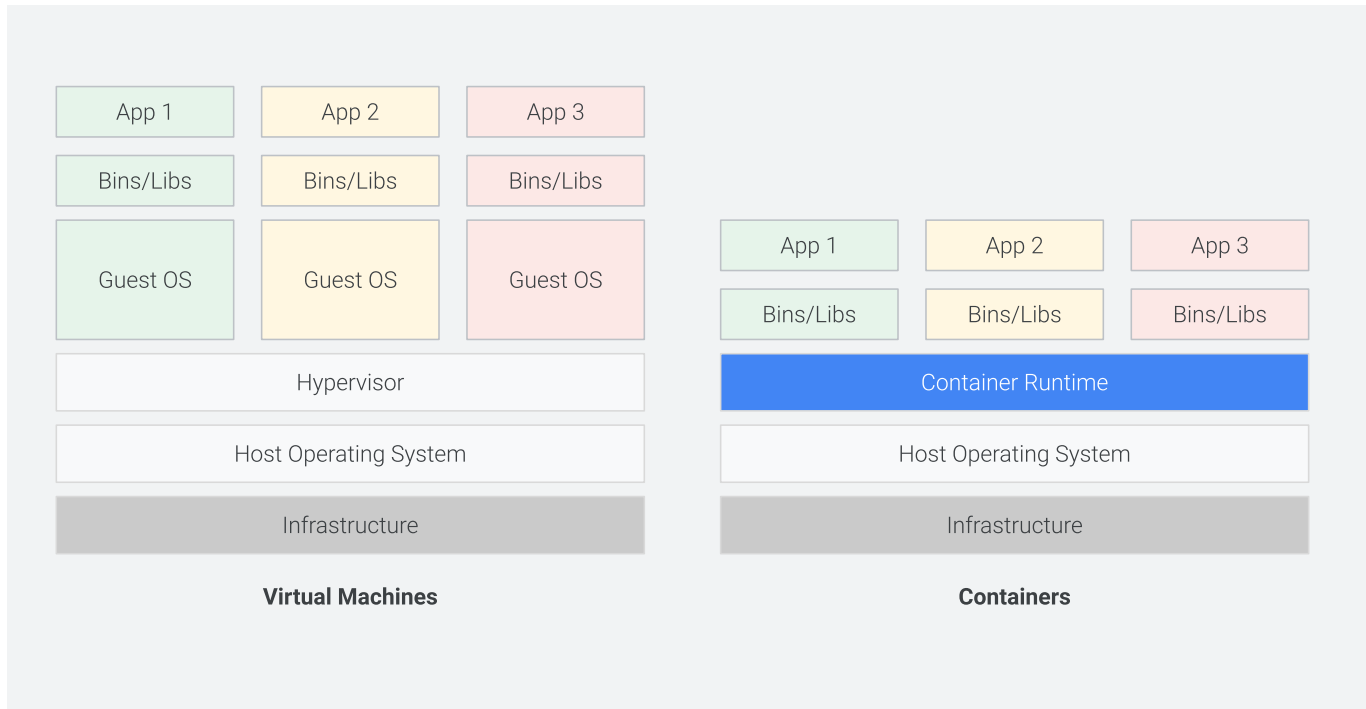 App 1
App 2
App 3
Bins/Libs
Bins/Libs
Bins/Libs
Guest OS
Guest OS
Guest OS
Hypervisor
Host Operating System
Infrastructure
Virtual Machines
App 1
App 2
App 3
Bins/Libs
Bins/Libs
Bins/Libs
Container Runtime
Host Operating System
Infrastructure
Containers